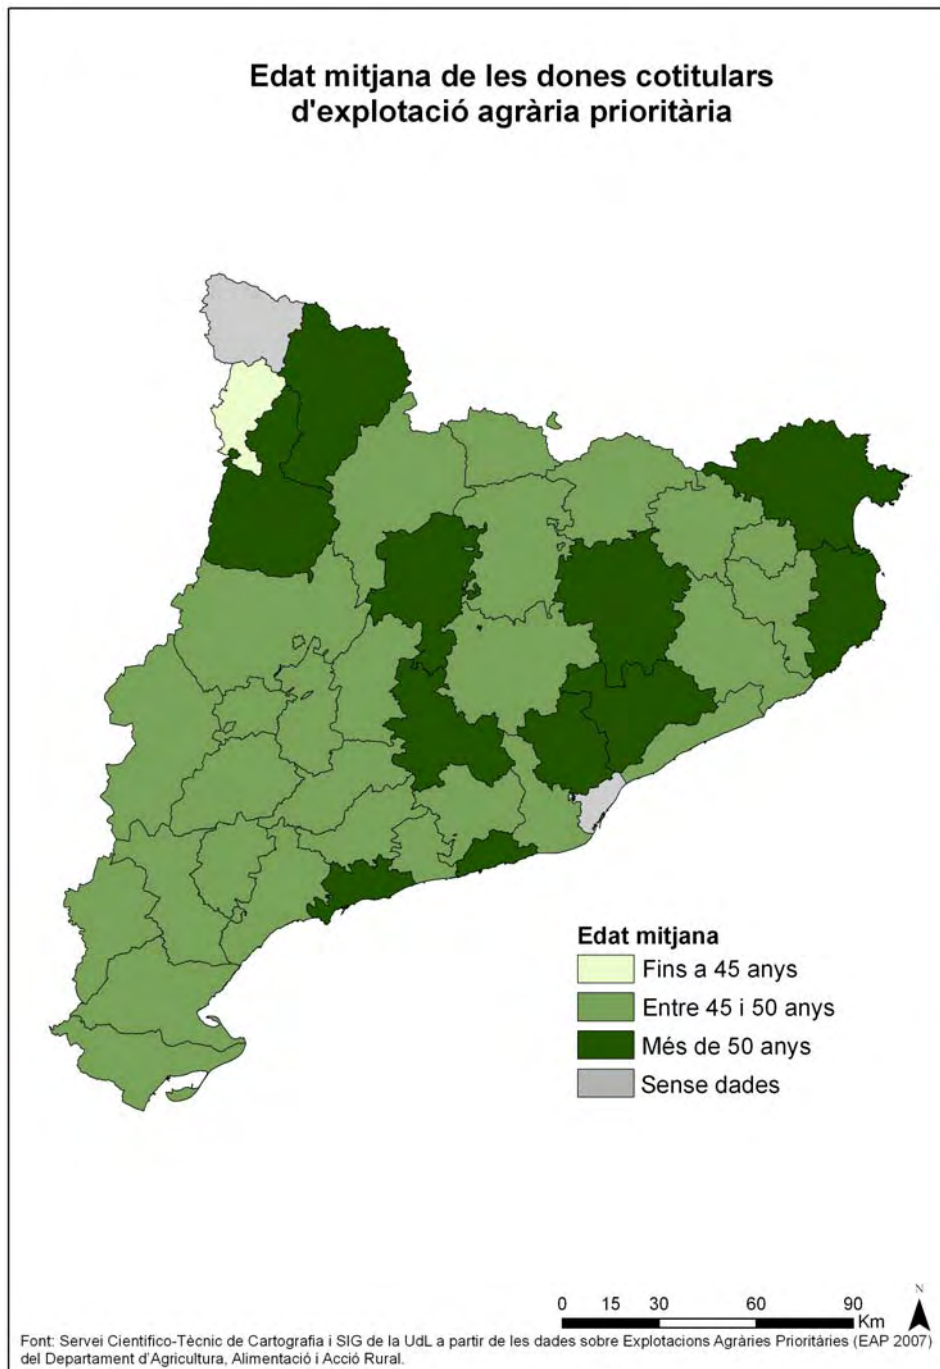 Edat mitjana de les dones cotitulars
d'explotació agrària prioritària
Edat mitjana
Fins a 45 anys
Entre 45 i 50 anys
Més de 50 anys
Sense dades
N
0 15 30 60 90
Km
Font: Servei Científico-Tècnic de Cartografia i SIG de la UdL a partir de les dades sobre Explotacions Agràries Prioritàries (EAP 2007)
del Departament d'Agricultura, Alimentació i Acció Rural.